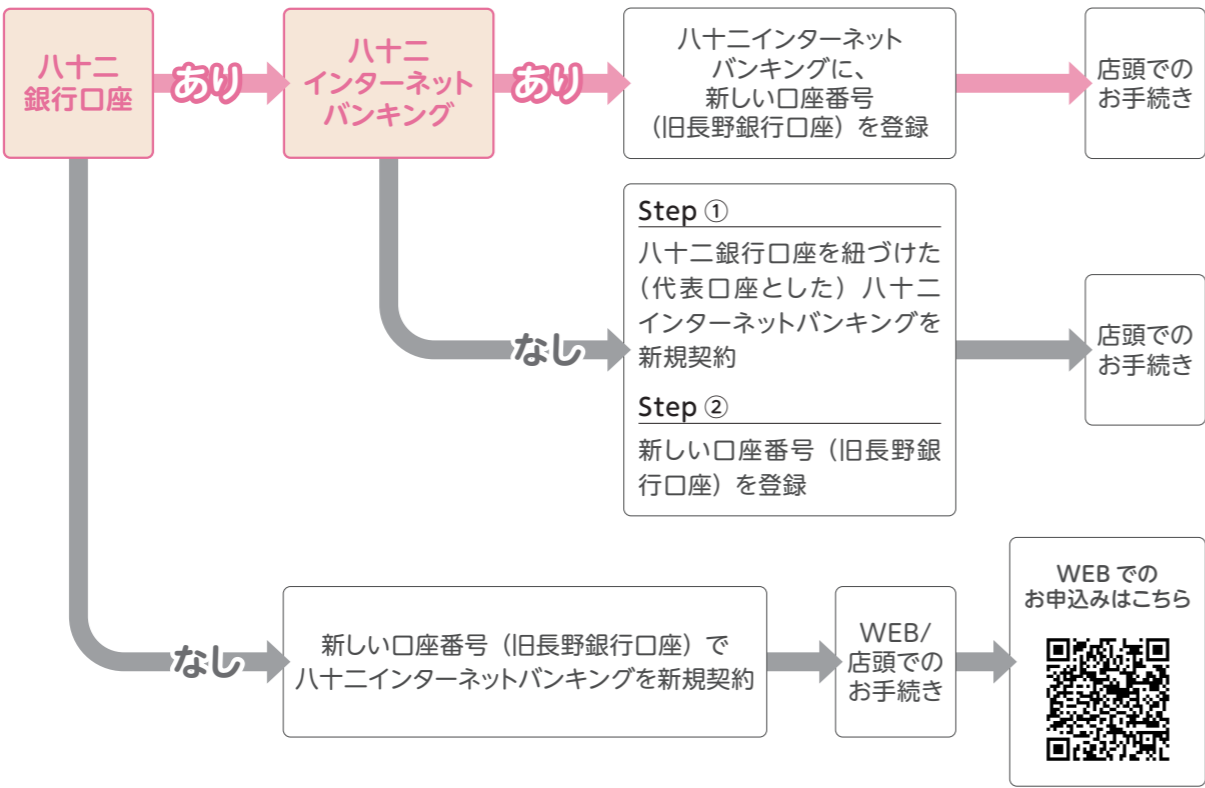 八十二
銀行口座
あり
八十二
インターネット
バンキング
あり
八十二インターネット
バンキングに、
新しい口座番号
（旧長野銀行口座）を登録
店頭での
お手続き
なし
Step ①
八十二銀行口座を紐づけた
（代表口座とした）八十二
インターネットバンキングを
新規契約
Step ②
新しい口座番号（旧長野銀
行口座）を登録
店頭での
お手続き
なし
新しい口座番号（旧長野銀行口座）で
八十二インターネットバンキングを新規契約
WEB/
店頭での
お手続き
WEB での
お申込みはこちら